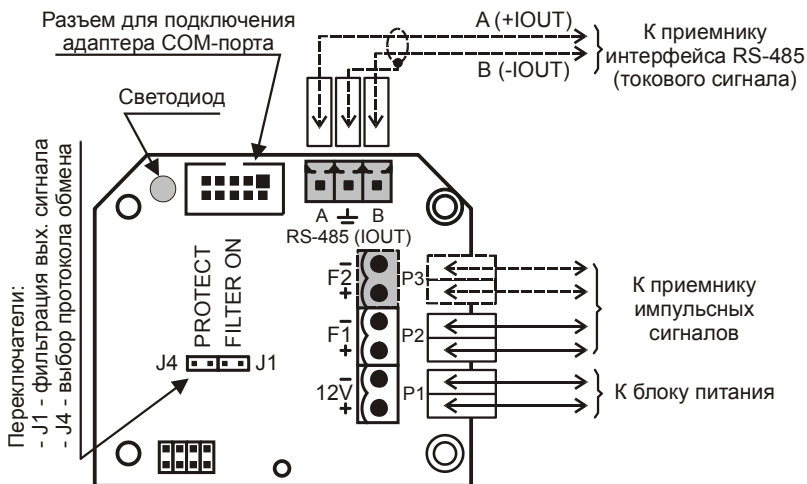 Разъем для подключения
адаптера COM-порта
Светодиод
A (+IOUT)
B (-IOUT)
К приемнику
интерфейса RS-485
(токового сигнала)
A B
RS-485 (IOUT)
F2 - + P3
F1 - + P2
12V - + P1
К приемнику
импульсных
сигналов
К блоку питания
PROTECT
FILTER ON
J4 J1
Переключатели:
- J1 - фильтрация вых. сигнала
- J4 - выбор протокола обмена